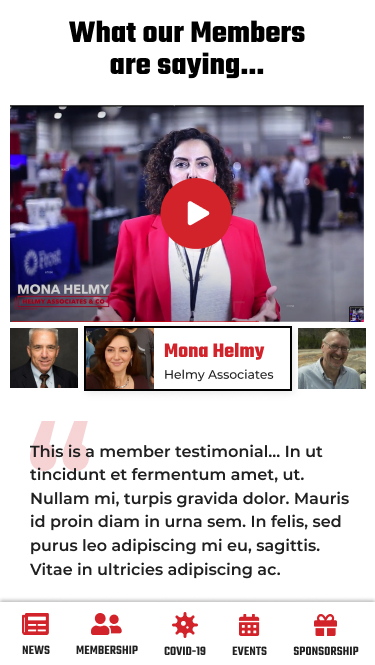 What our Members
are saying...
Frost
MONA HELMY
HELMY ASSOCIATES & CO
Mona Helmy
Helmy Associates
“
This is a member testimonial... In ut
tincidunt et fermentum amet, ut.
Nullam mi, turpis gravida dolor. Mauris
id proin diam in urna sem. In felis, sed
purus leo adipiscing mi eu, sagittis.
Vitae in ultricies adipiscing ac.
NEWS MEMBERSHIP COVID-19 EVENTS SPONSORSHIP